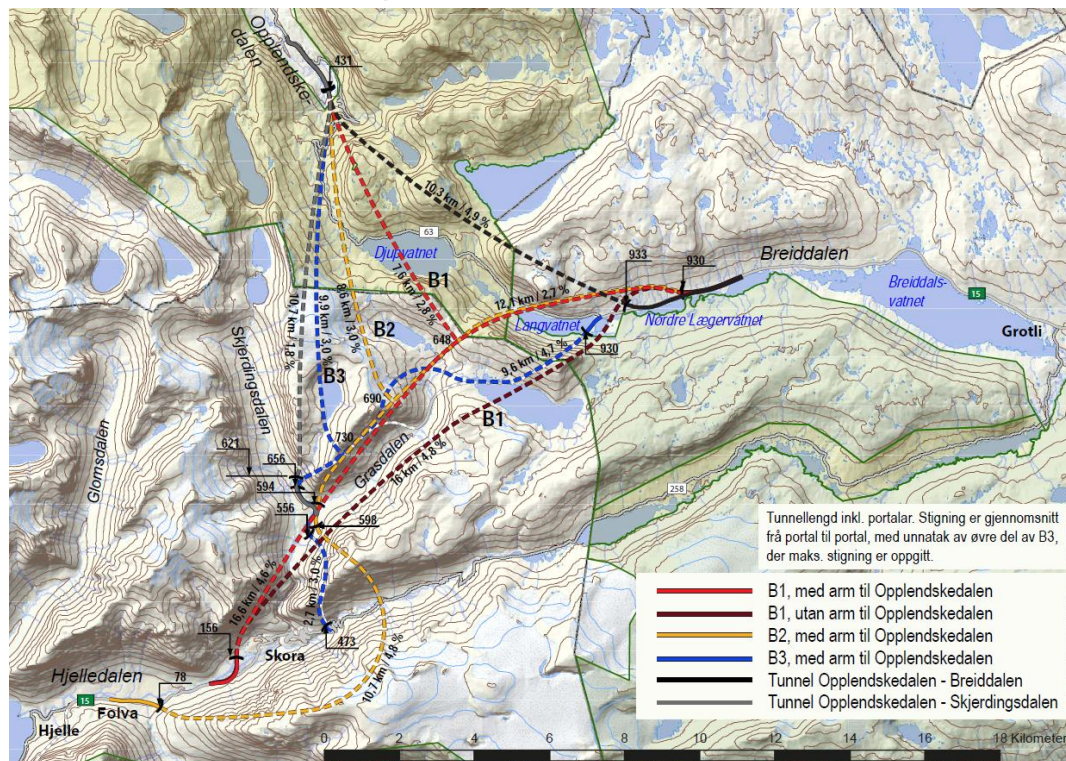 Opplendske-
dalen
431
10,3 km / 4,9 %
63
Djupvatnet
B1
7,6 km / 2,8 %
8,6 km / 3,0 %
9,9 km / 3,0 %
10,7 km / 1,8 %
B2
B3
648
12,1 km / 2,7 %
933
930
Breiddalen
Breiddals-
vatnet
15
Grotli
Langvatnet
Nordre Lægervatnet
930
9,6 km / 4,7 %
B1
690
730
Skjerdingsdalen
Glomsdalen
Grasdalen
621
656
594
556
598
16 km / 4,8 %
258
16,6 km / 4,6 %
2,7 km / 3,0 %
473
Skora
156
78
Hjelledalen
15
Folva
Hjelle
10,7 km / 4,8 %
Tunnellengd inkl. portalar. Stigning er gjennomsnitt
frå portal til portal, med unnatak av øvre del av B3,
der maks. stigning er oppgitt.
B1, med arm til Opplendskedalen
B1, utan arm til Opplendskedalen
B2, med arm til Opplendskedalen
B3, med arm til Opplendskedalen
Tunnel Opplendskedalen - Breiddalen
Tunnel Opplendskedalen - Skjerdingsdalen
0 2 4 6 8 10 12 14 16 18 Kilometer